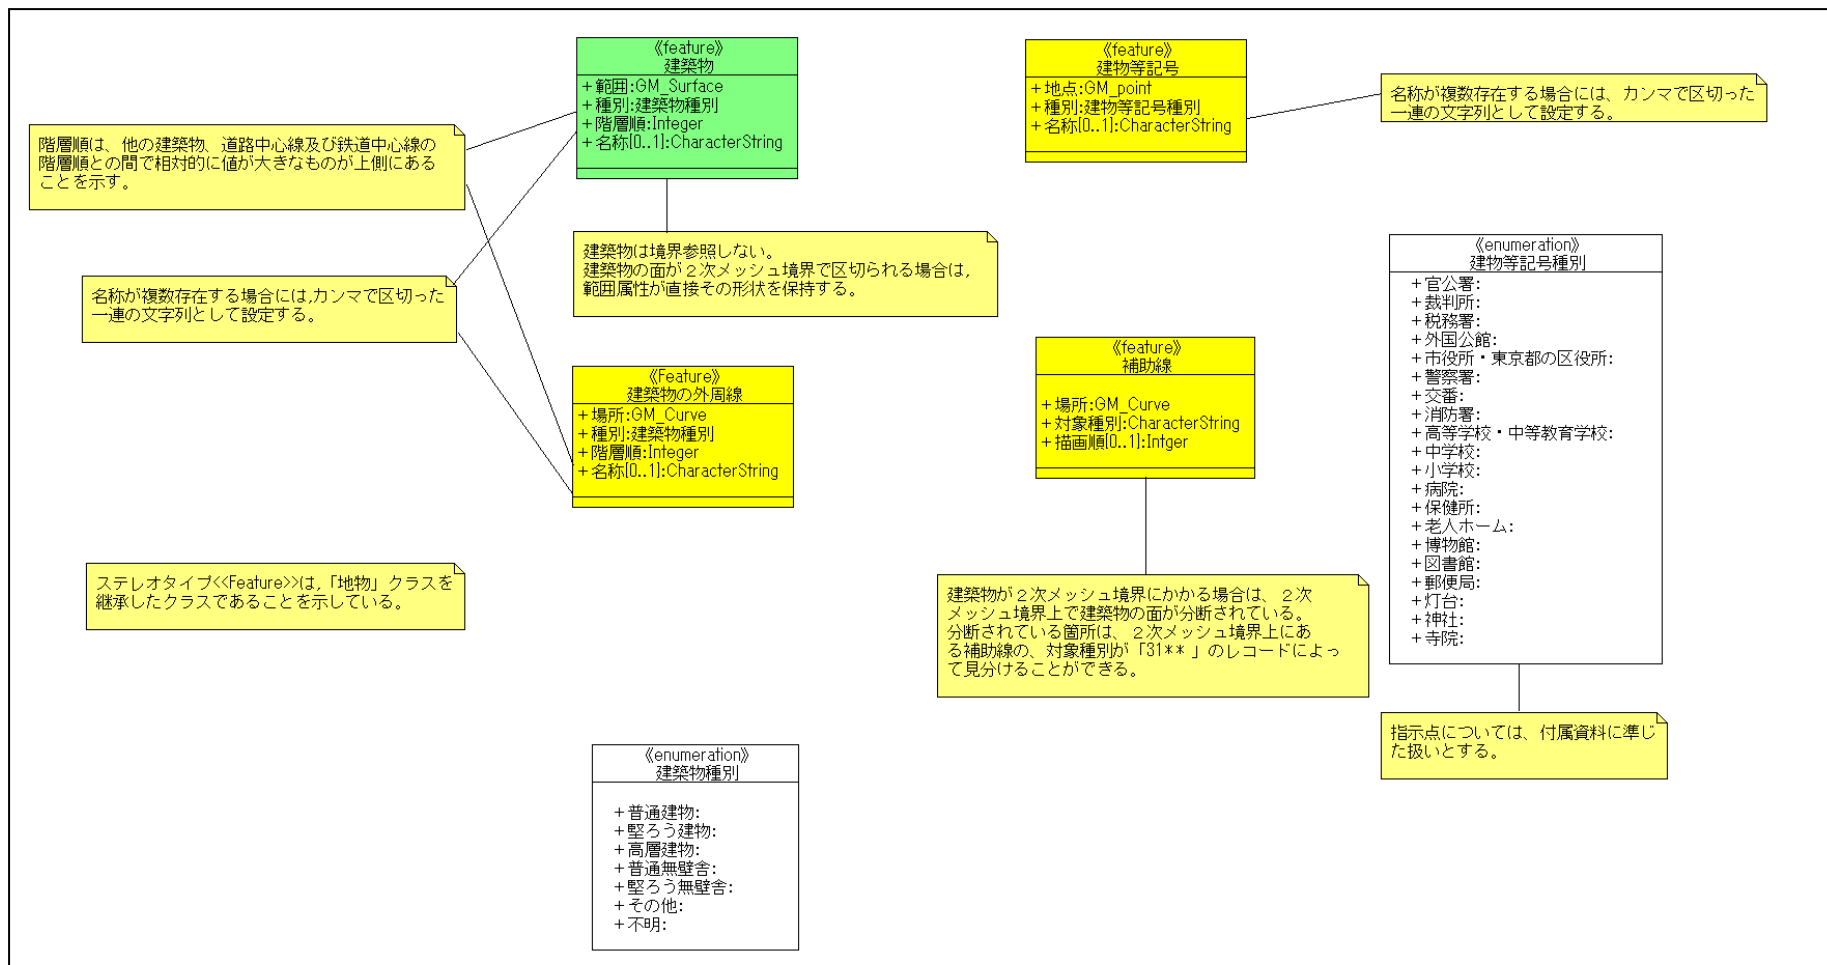 《feature》
建築物
+範囲:GM_Surface
+種別:建築物種別
+階層順:Integer
+名称[0..1]:CharacterString
《feature》
建物等記号
+地点:GM_point
+種別:建物等記号種別
+名称[0..1]:CharacterString
名称が複数存在する場合には、カンマで区切った
一連の文字列として設定する。
階層順は、他の建築物、道路中心線及び鉄道中心線の
階層順との間で相対的に値が大きなものが上側にある
ことを示す。
建築物は境界参照しない。
建築物の面が2次メッシュ境界で区切られる場合は,
範囲属性が直接その形状を保持する。
名称が複数存在する場合には,カンマで区切った
一連の文字列として設定する。
《enumeration》
建物等記号種別
+官公署:
+裁判所:
+税務署:
+外国公館:
+市役所・東京都の区役所:
+警察署:
+交番:
+消防署:
+高等学校・中等教育学校:
+中学校:
+小学校:
+病院:
+保健所:
+老人ホーム:
+博物館:
+図書館:
+郵便局:
+灯台:
+神社:
+寺院:
《Feature》
建築物の外周線
+場所:GM_Curve
+種別:建築物種別
+階層順:Integer
+名称[0..1]:CharacterString
《feature》
補助線
+場所:GM_Curve
+対象種別:CharacterString
+描画順[0..1]:Intger
ステレオタイプ<<Feature>>は,「地物」クラスを
継承したクラスであることを示している。
建築物が2次メッシュ境界にかかる場合は、2次
メッシュ境界上で建築物の面が分断されている。
分断されている箇所は、2次メッシュ境界上にあ
る補助線の、対象種別が「31**」のレコードによっ
て見分けることができる。
指示点については、付属資料に準じ
た扱いとする。
《enumeration》
建築物種別
+普通建物:
+堅ろう建物:
+高層建物:
+普通無壁舎:
+堅ろう無壁舎:
+その他:
+不明: